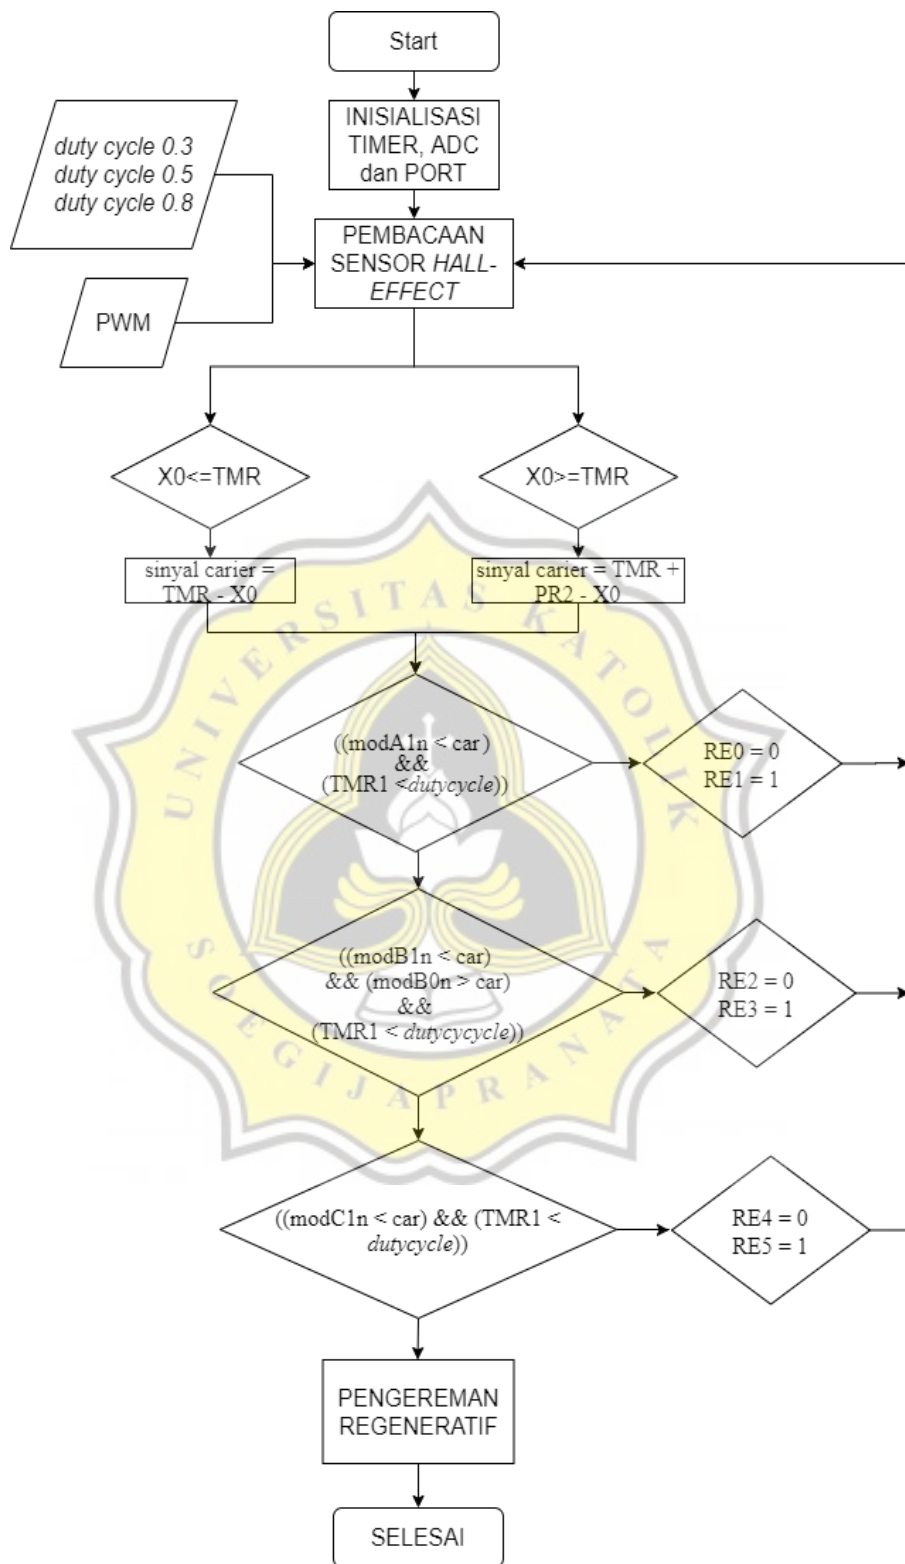 Start
INISIALISASI
TIMER, ADC
dan PORT
duty cycle 0.3
duty cycle 0.5
duty cycle 0.8
PEMBACAAN
SENSOR HALL-
EFFECT
PWM
X0<=TMR
X0>=TMR
sinyal carier =
TMR - X0
sinyal carier = TMR +
PR2 - X0
UNIVERSITAS KATOLIK
((modA1n < car)
&&
(TMR1 <dutycycle))
RE0 = 0
RE1 = 1
((modB1n < car)
&& (modB0n > car)
&&
(TMR1 < dutycycycle))
RE2 = 0
RE3 = 1
SOEGIJAPRANATA
((modC1n < car) && (TMR1 <
dutycycle))
RE4 = 0
RE5 = 1
PENGEREMAN
REGENERATIF
SELESAI